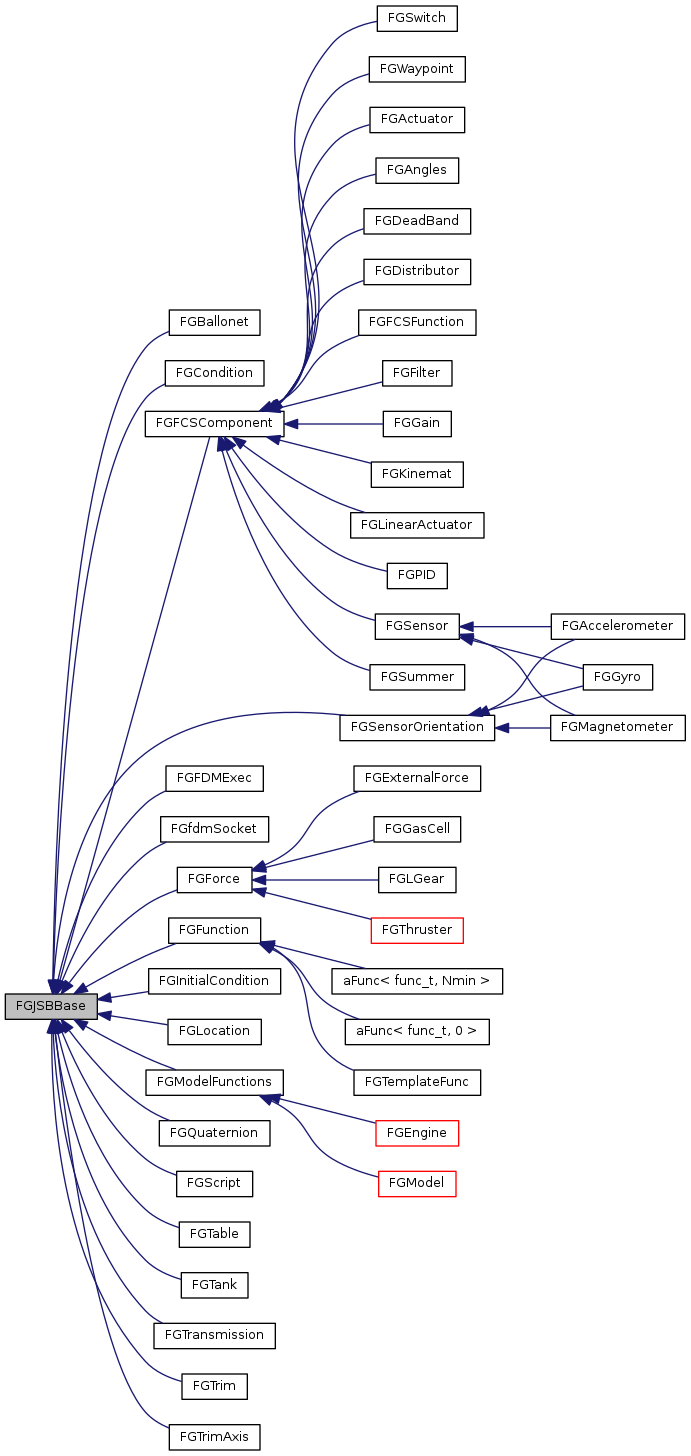 FGSwitch
FGWaypoint
FGActuator
FGAngles
FGDeadBand
FGDistributor
FGBallonet
FGFCSFunction
FGCondition
FGFilter
FGFCSComponent
FGGain
FGKinemat
FGLinearActuator
FGPID
FGSensor
FGAccelerometer
FGSummer
FGGyro
FGSensorOrientation
FGMagnetometer
FGFDMExec
FGExternalForce
FGfdmSocket
FGGasCell
FGForce
FGLGear
FGFunction
FGThruster
FGInitialCondition
aFunc< func_t, Nmin >
FGJSBBase
FGLocation
aFunc< func_t, 0 >
FGModelFunctions
FGTemplateFunc
FGQuaternion
FGEngine
FGScript
FGModel
FGTable
FGTank
FGTransmission
FGTrim
FGTrimAxis